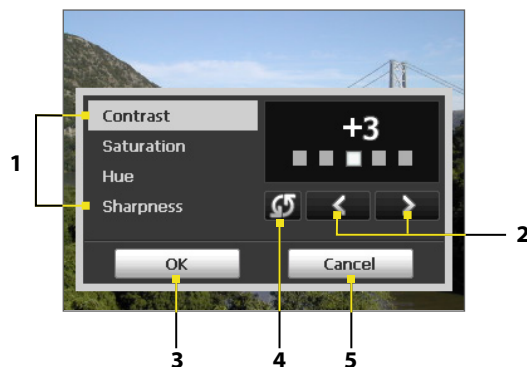 Contrast
+3
Saturation
Hue
Sharpness
OK
Cancel
1
2
3
4
5